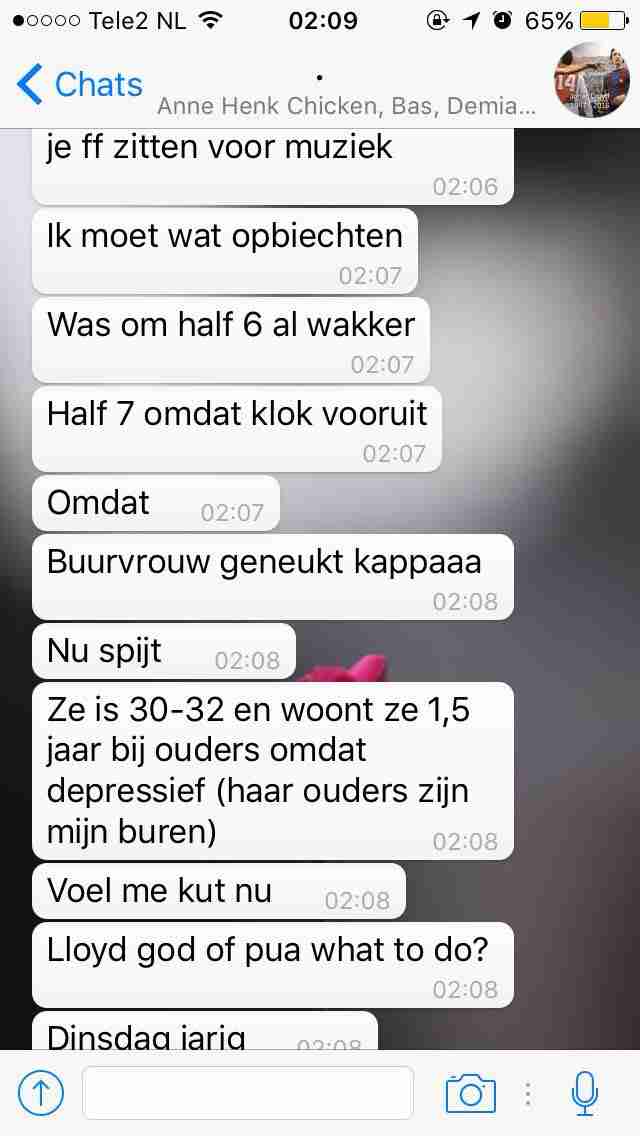 Tele2 NL 02:09 65%
Chats
.
Anne Henk Chicken, Bas, Demia...
je ff zitten voor muziek
02:06
Ik moet wat opbiechten
02:07
Was om half 6 al wakker
02:07
Half 7 omdat klok vooruit
02:07
Omdat 02:07
Buurvrouw geneukt kappaaa
02:08
Nu spijt 02:08
Ze is 30-32 en woont ze 1,5
jaar bij ouders omdat
depressief (haar ouders zijn
mijn buren) 02:08
Voel me kut nu 02:08
Lloyd god of pua what to do?
02:08
Dinsdag jarig 02:08